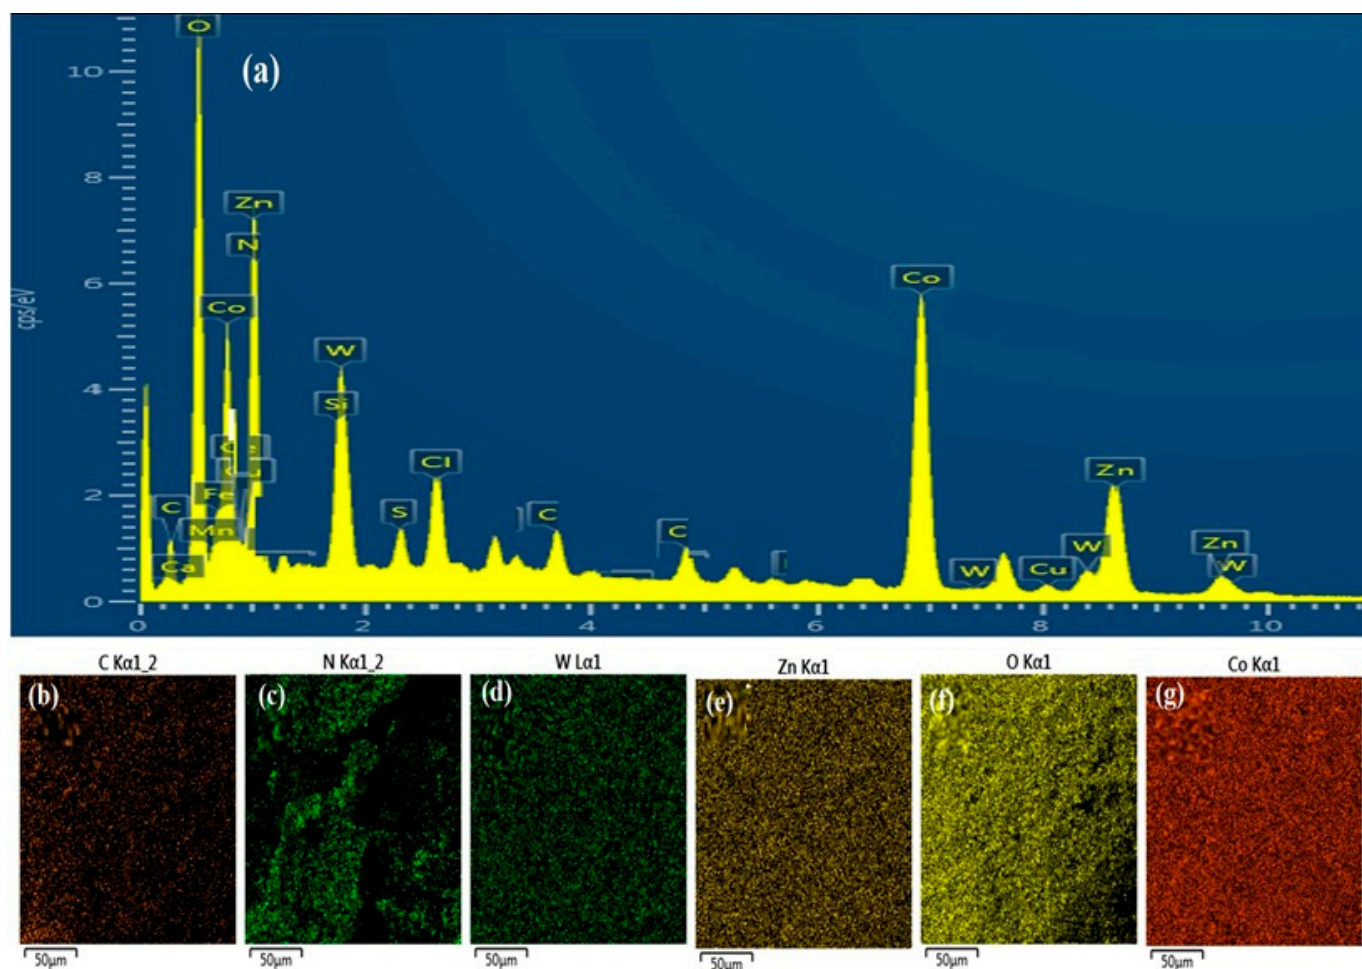 O
(a)
10
Zn
8
N
Co
6
cps/eV
Co
W
4
Si
Cl
Zn
C
Fe
2
S
C
C
Mn
Zn
W
Ca
W
Cu
W
0
0 2 4 6 8 10
C Kα1_2
N Kα1_2
W Lα1
Zn Kα1
O Kα1
Co Kα1
(b)
(c)
(d)
(e)
(f)
(g)
50μm
50μm
50μm
50μm
50μm
50μm